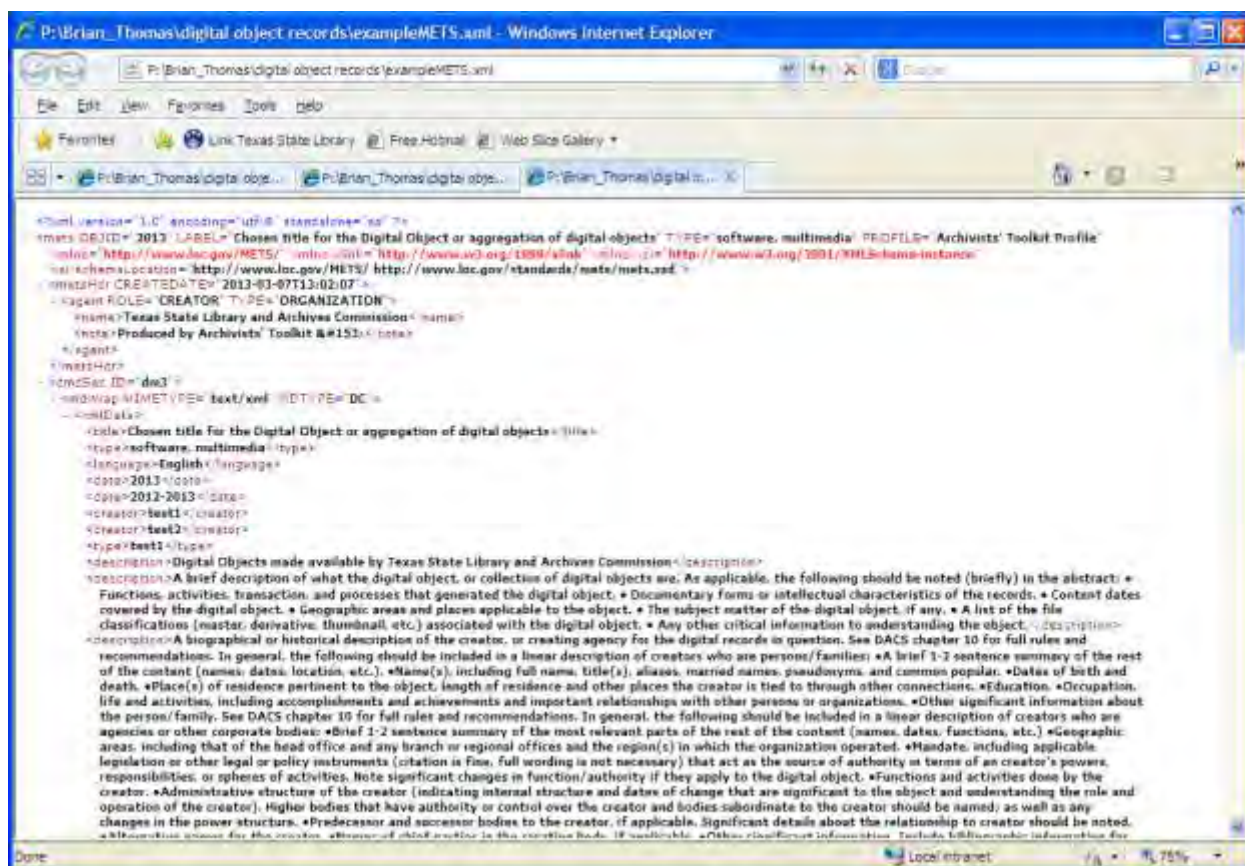 P:\Brian_Thomas\digital object records\exampleMETS.xml - Windows Internet Explorer
P:\Brian_Thomas\digital object records\exampleMETS.xml
File Edit View Favorites Tools Help
Favorites Link Texas State Library Free Hotmail Web Slice Gallery
P:\Brian_Thomas\digital obje... P:\Brian_Thomas\digital obje... P:\Brian_Thomas\digital o... X
<?xml version="1.0" encoding="utf-8" standalone="no" ?>
<mets OBJID="2013" LABEL="Chosen title for the Digital Object or aggregation of digital objects" TYPE="software, multimedia" PROFILE="Archivists' Toolkit Profile"
xmlns="http://www.loc.gov/METS/" xmlns:xlink="http://www.w3.org/1999/xlink" xmlns:xsi="http://www.w3.org/2001/XMLSchema-instance"
xsi:schemaLocation="http://www.loc.gov/METS/ http://www.loc.gov/standards/mets/mets.xsd">
- <metsHdr CREATEDATE="2013-03-07T13:02:07">
- <agent ROLE="CREATOR" TYPE="ORGANIZATION">
<name>Texas State Library and Archives Commission</name>
<note>Produced by Archivists' Toolkit &#153;</note>
</agent>
</metsHdr>
- <dmdSec ID="dm3">
- <mdWrap MIMETYPE="text/xml" MDTYPE="DC">
- <xmlData>
<title>Chosen title for the Digital Object or aggregation of digital objects</title>
<type>software, multimedia</type>
<language>English</language>
<date>2013</date>
<date>2012-2013</date>
<creator>test1</creator>
<creator>test2</creator>
<type>test1</type>
<description>Digital Objects made available by Texas State Library and Archives Commission</description>
<description>A brief description of what the digital object, or collection of digital objects are. As applicable, the following should be noted (briefly) in the abstract: •
Functions, activities, transaction, and processes that generated the digital object. • Documentary forms or intellectual characteristics of the records. • Content dates
covered by the digital object. • Geographic areas and places applicable to the object. • The subject matter of the digital object, if any. • A list of the file
classifications (master, derivative, thumbnail, etc.) associated with the digital object. • Any other critical information to understanding the object. </description>
<description>A biographical or historical description of the creator, or creating agency for the digital records in question. See DACS chapter 10 for full rules and
recommendations. In general, the following should be included in a linear description of creators who are persons/families: •A brief 1-2 sentence summary of the rest
of the content (names, dates, location, etc.). •Name(s), including full name, title(s), aliases, married names, pseudonyms, and common popular. •Dates of birth and
death. •Place(s) of residence pertinent to the object, length of residence and other places the creator is tied to through other connections. •Education. •Occupation,
life and activities, including accomplishments and achievements and important relationships with other persons or organizations. •Other significant information about
the person/family. See DACS chapter 10 for full rules and recommendations. In general, the following should be included in a linear description of creators who are
agencies or other corporate bodies: •Brief 1-2 sentence summary of the most relevant parts of the rest of the content (names, dates, functions, etc.) •Geographic
areas, including that of the head office and any branch or regional offices and the region(s) in which the organization operated. •Mandate, including applicable
legislation or other legal or policy instruments (citation is fine, full wording is not necessary) that act as the source of authority in terms of an creator's powers,
responsibilities, or spheres of activities. Note significant changes in function/authority if they apply to the digital object. •Functions and activities done by the
creator. •Administrative structure of the creator (indicating internal structure and dates of change that are significant to the object and understanding the role and
operation of the creator). Higher bodies that have authority or control over the creator and bodies subordinate to the creator should be named; as well as any
changes in the power structure. •Predecessor and successor bodies to the creator, if applicable. Significant details about the relationship to creator should be noted.
•Alternative names for the creator. •Names of chief parties in the creating body, if applicable. •Other significant information. Include bibliographic information for
Done Local intranet 75%